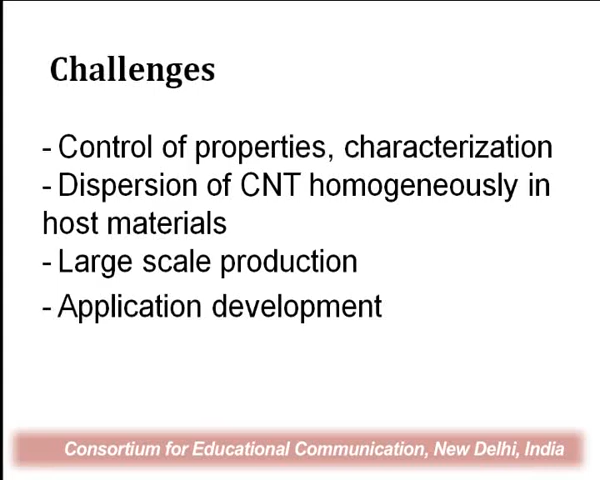 Challenges
- Control of properties, characterization
- Dispersion of CNT homogeneously in
host materials
- Large scale production
- Application development
Consortium for Educational Communication, New Delhi, India